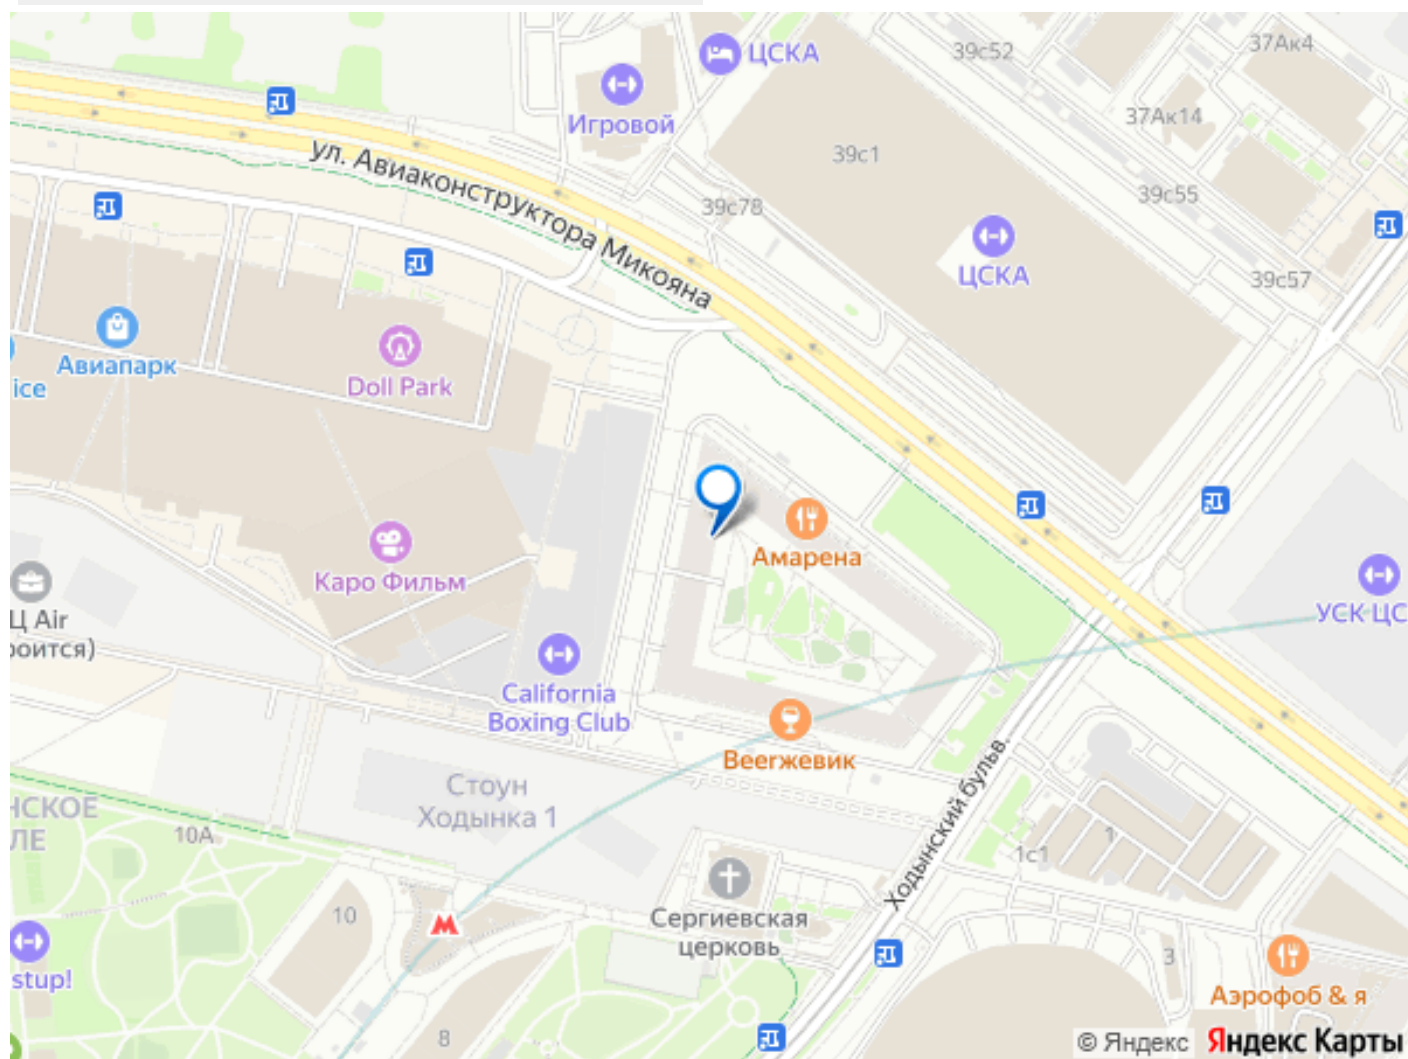 ЦСКА
39с52
37Ак4
Игровой
37Ак14
39с1
ул. Авиаконструктора Микояна
39с78
39с55
ЦСКА
39с57
Авиапарк
ice
Doll Park
Амарена
Каро Фильм
Ц Air
роится)
УСК ЦС
California
Boxing Club
Beerжевик
Стоун
Ходынка 1
НСКОЕ
ЛЕ
10А
Ходынский бульв.
1
1с1
10
М
Сергиевская
церковь
stup!
3
Аэрофоб & я
8
© Яндекс Яндекс Карты